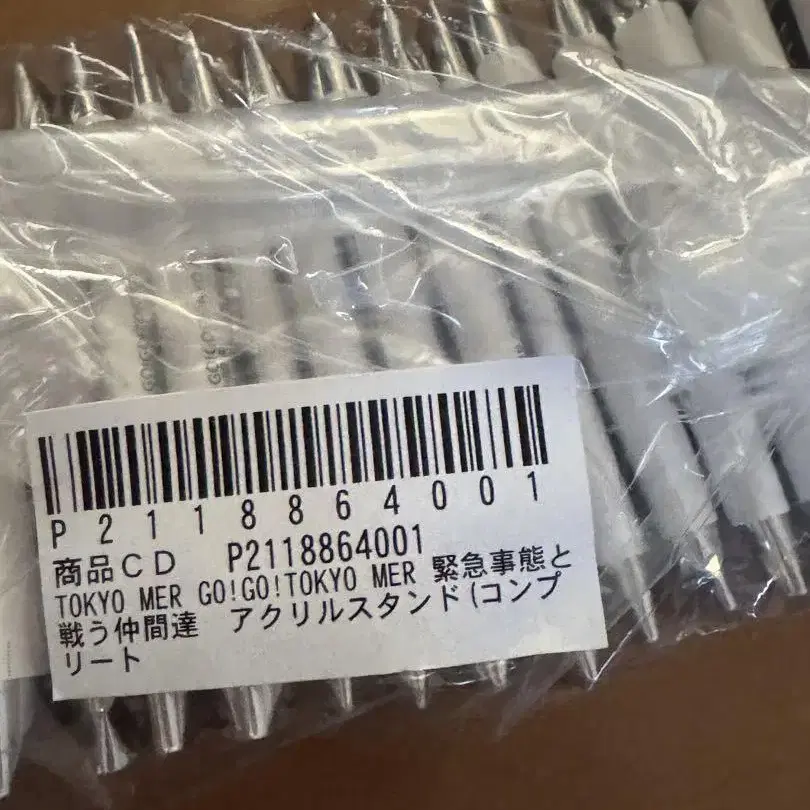 P2118864001
商品CD P2118864001
TOKYO MER GO!GO!TOKYO MER 緊急事態と
戦う仲間達 アクリルスタンド(コンプ
リート